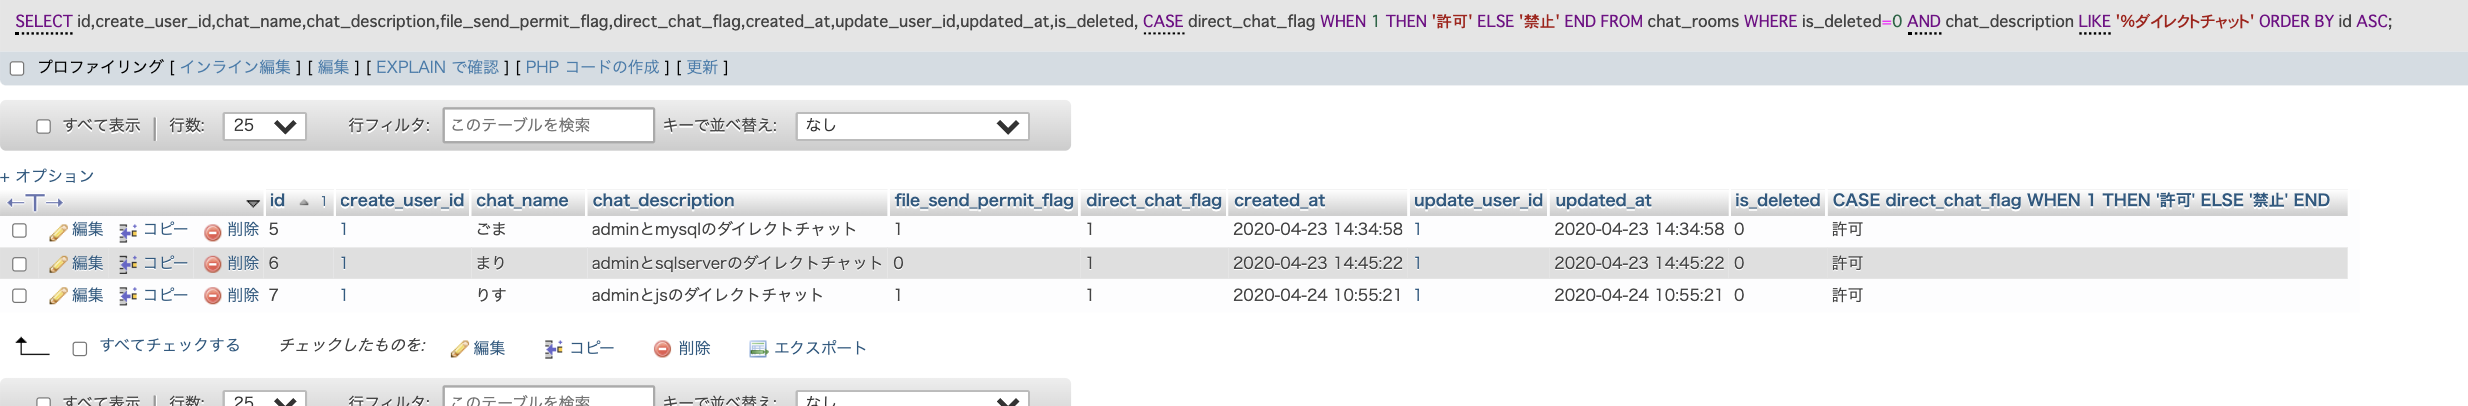 SELECT id,create_user_id,chat_name,chat_description,file_send_permit_flag,direct_chat_flag,created_at,update_user_id,updated_at,is_deleted, CASE direct_chat_flag WHEN 1 THEN '許可' ELSE '禁止' END FROM chat_rooms WHERE is_deleted=0 AND chat_description LIKE '%ダイレクトチャット' ORDER BY id ASC;
プロファイリング [ インライン編集 ] [ 編集 ] [ EXPLAIN で確認 ] [ PHP コードの作成 ] [ 更新 ]
すべて表示 | 行数: 25 行フィルタ: このテーブルを検索 キーで並べ替え: なし
+ オプション
←T→ id 1 create_user_id chat_name chat_description file_send_permit_flag direct_chat_flag created_at update_user_id updated_at is_deleted CASE direct_chat_flag WHEN 1 THEN '許可' ELSE '禁止' END
編集 コピー 削除 5 1 ごま adminとmysqlのダイレクトチャット 1 1 2020-04-23 14:34:58 1 2020-04-23 14:34:58 0 許可
編集 コピー 削除 6 1 まり adminとsqlserverのダイレクトチャット 0 1 2020-04-23 14:45:22 1 2020-04-23 14:45:22 0 許可
編集 コピー 削除 7 1 りす adminとjsのダイレクトチャット 1 1 2020-04-24 10:55:21 1 2020-04-24 10:55:21 0 許可
すべてチェックする チェックしたものを: 編集 コピー 削除 エクスポート
すべて表示 | 行数: 25 行フィルタ: このテーブルを検索 キーで並べ替え: なし